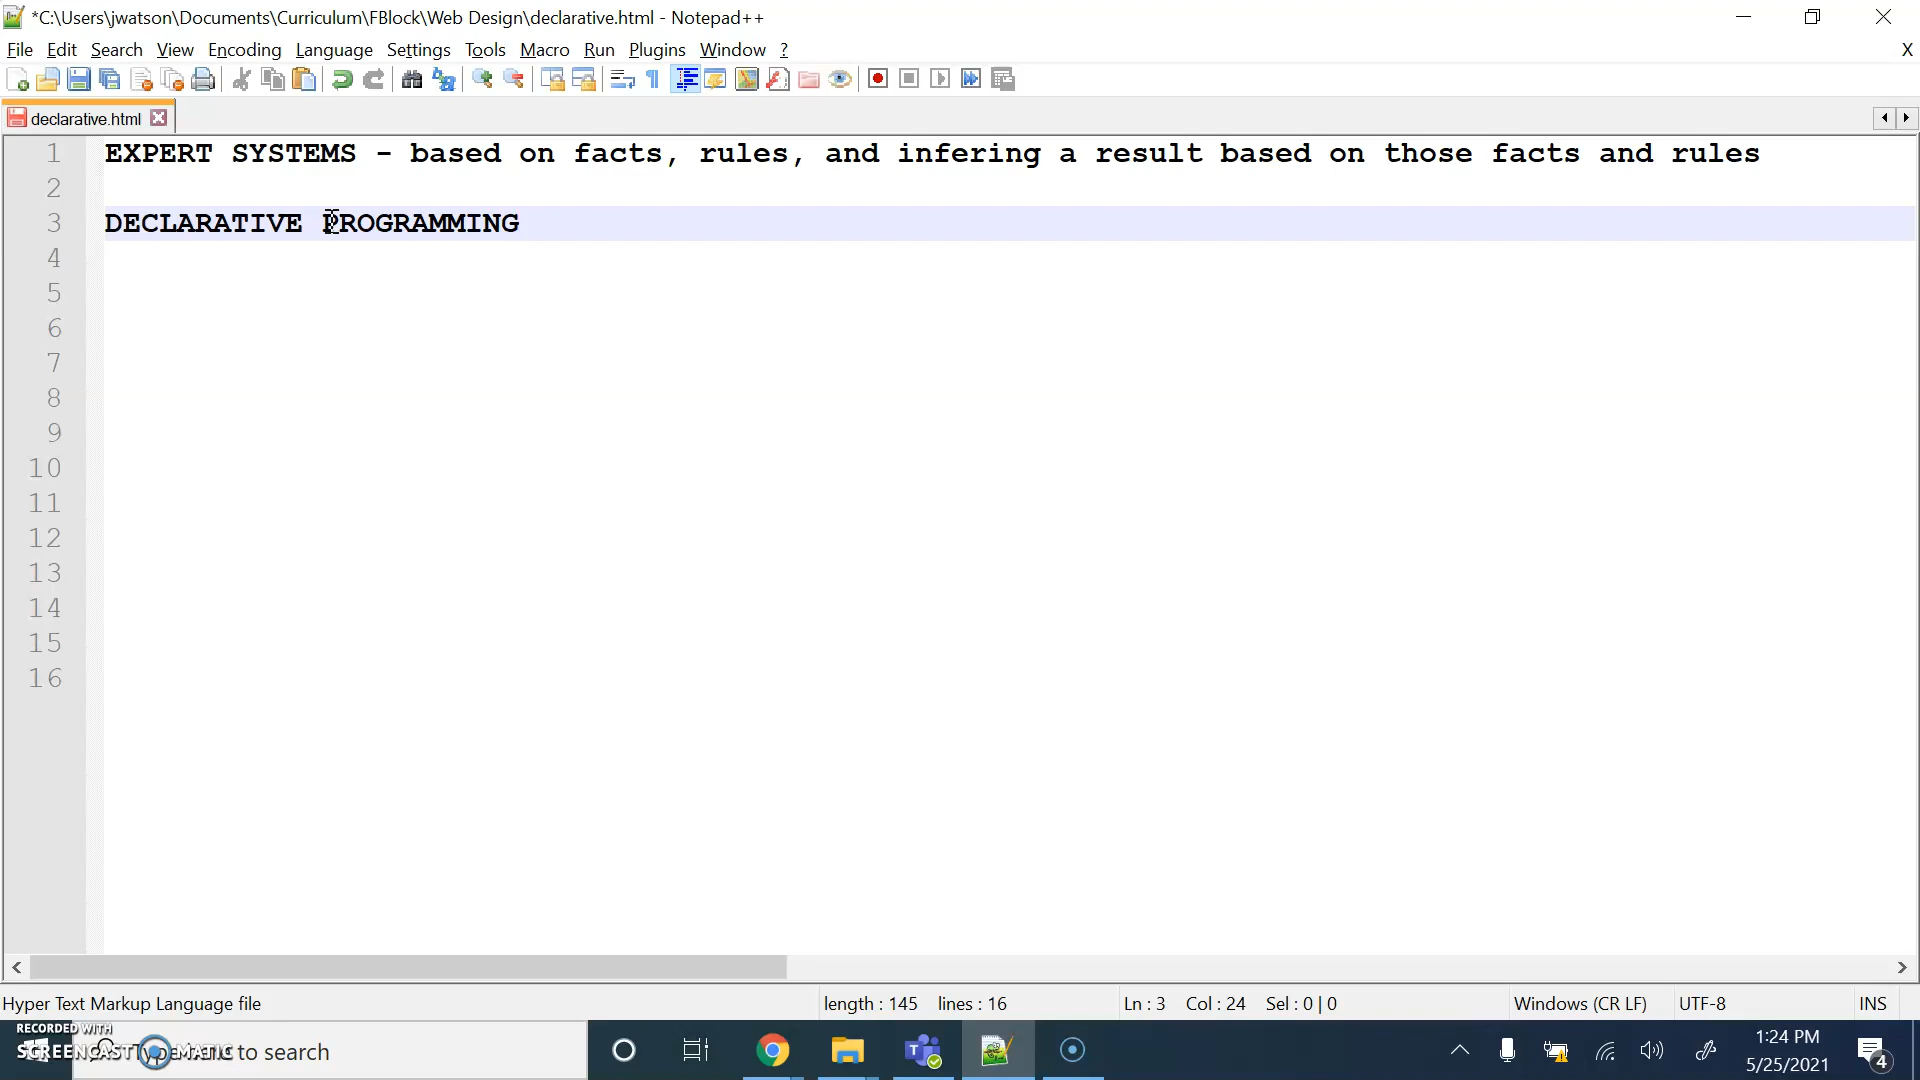 *C:\Users\jwatson\Documents\Curriculum\FBlock\Web Design\declarative.html - Notepad++
File Edit Search View Encoding Language Settings Tools Macro Run Plugins Window ?
X
declarative.html
1 EXPERT SYSTEMS - based on facts, rules, and infering a result based on those facts and rules
2
3 DECLARATIVE PROGRAMMING
4
5
6
7
8
9
10
11
12
13
14
15
16
Hyper Text Markup Language file length : 145 lines : 16 Ln : 3 Col : 24 Sel : 0 | 0 Windows (CR LF) UTF-8 INS
RECORDED WITH
SCREENCAST MATIC to search
1:24 PM
5/25/2021
4